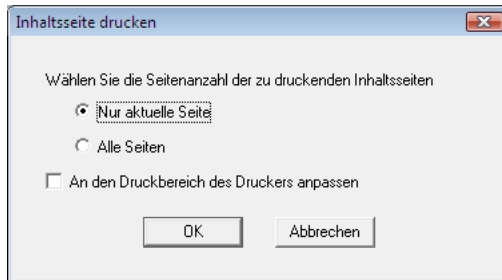 Inhaltsseite drucken
Wählen Sie die Seitenanzahl der zu druckenden Inhaltsseiten
Nur aktuelle Seite
Alle Seiten
An den Druckbereich des Druckers anpassen
OK Abbrechen